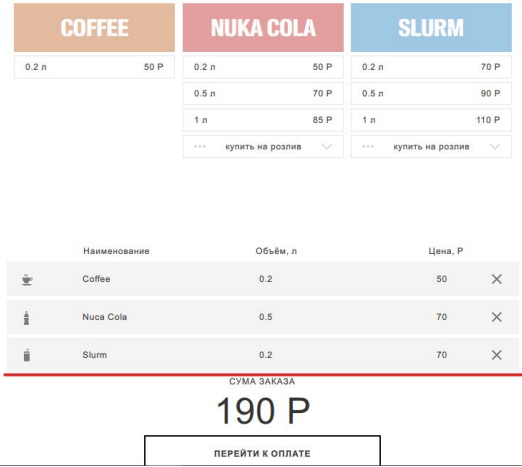 COFFEE NUKA COLA SLURM
0.2 л 50 Р 0.2 л 50 Р 0.2 л 70 Р
0.5 л 70 Р 0.5 л 90 Р
1 л 85 Р 1 л 110 Р
••• купить на розлив ••• купить на розлив
Наименование Объём, л Цена, Р
Coffee 0.2 50
Nuca Cola 0.5 70
Slurm 0.2 70
СУМА ЗАКАЗА
190 Р
ПЕРЕЙТИ К ОПЛАТЕ